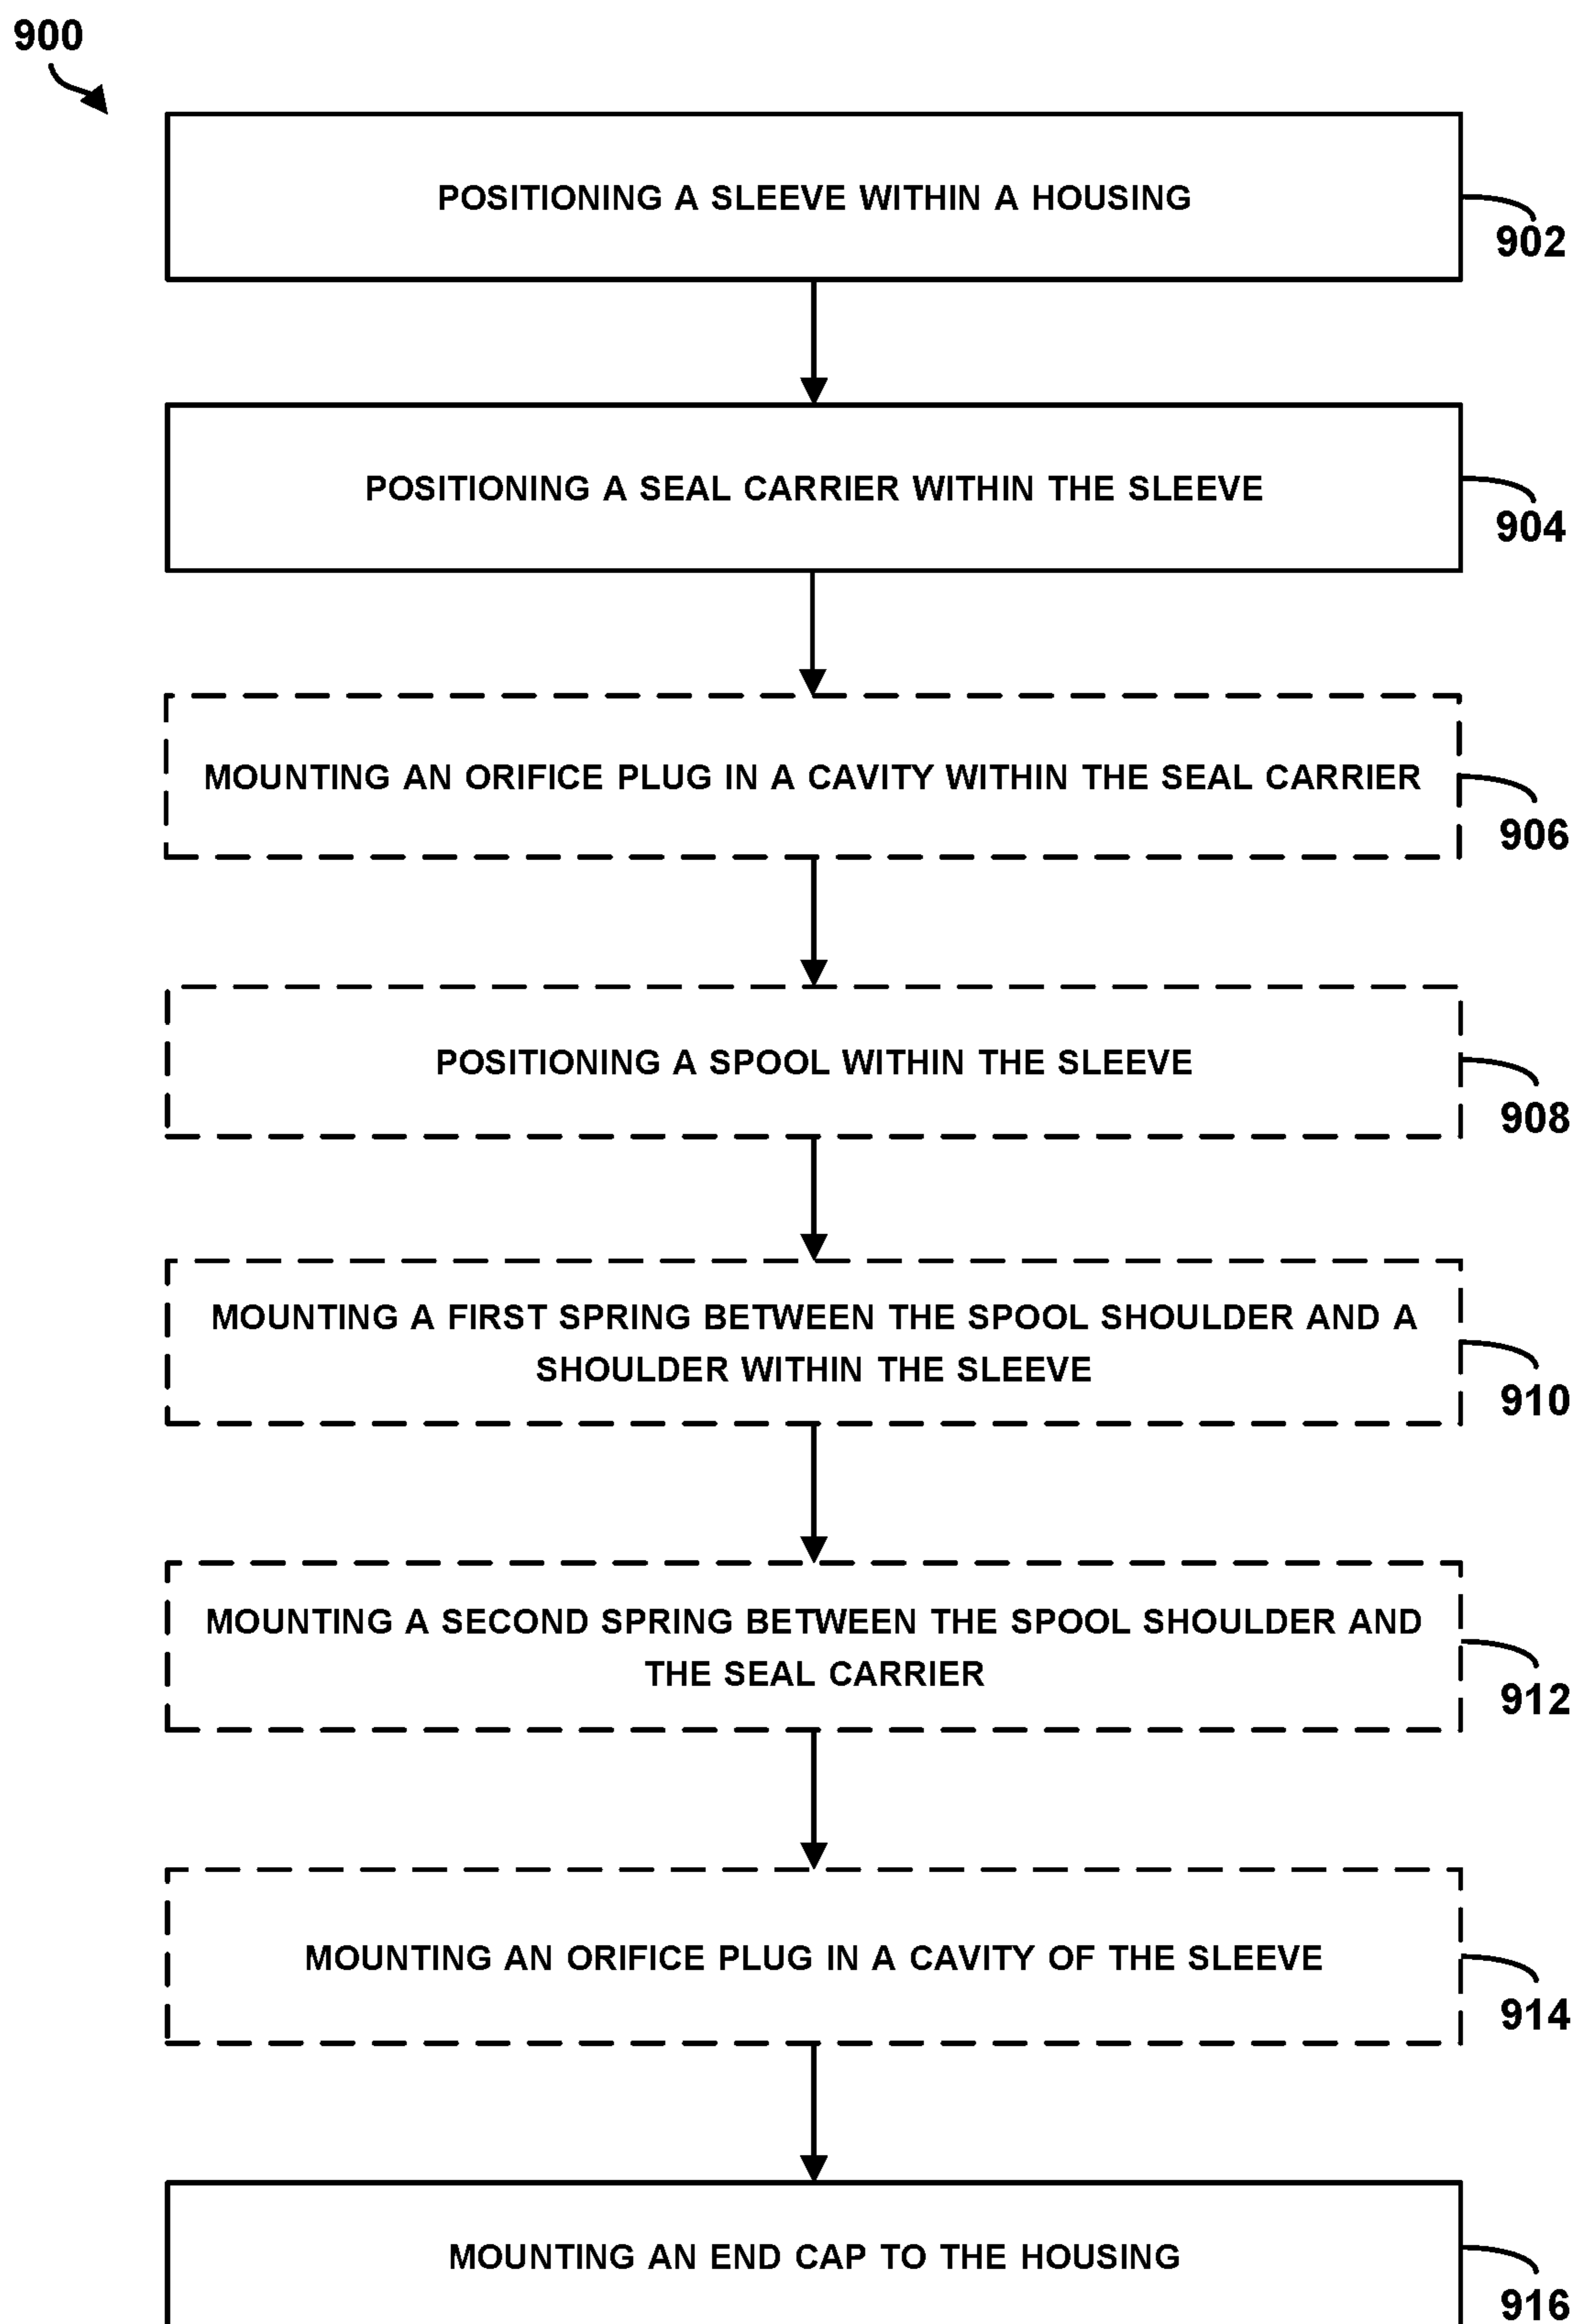 900
POSITIONING A SLEEVE WITHIN A HOUSING
902
POSITIONING A SEAL CARRIER WITHIN THE SLEEVE
904
MOUNTING AN ORIFICE PLUG IN A CAVITY WITHIN THE SEAL CARRIER
906
POSITIONING A SPOOL WITHIN THE SLEEVE
908
MOUNTING A FIRST SPRING BETWEEN THE SPOOL SHOULDER AND A
SHOULDER WITHIN THE SLEEVE
910
MOUNTING A SECOND SPRING BETWEEN THE SPOOL SHOULDER AND
THE SEAL CARRIER
912
MOUNTING AN ORIFICE PLUG IN A CAVITY OF THE SLEEVE
914
MOUNTING AN END CAP TO THE HOUSING
916